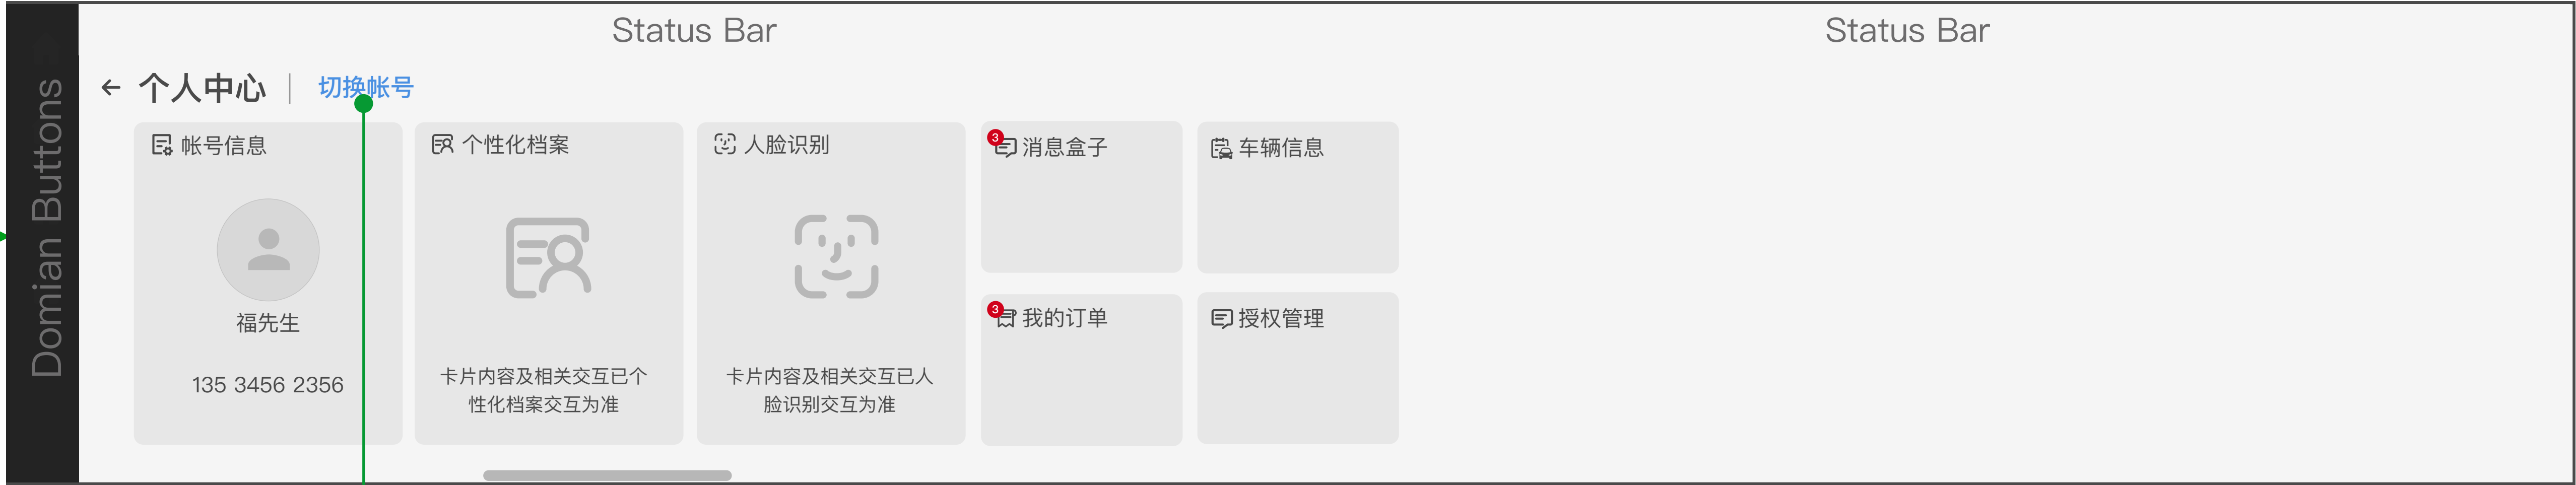 Status Bar
Status Bar
Domian Buttons
个人中心
切换帐号
帐号信息
福先生
135 3456 2356
个性化档案
卡片内容及相关交互已个
性化档案交互为准
人脸识别
卡片内容及相关交互已人
脸识别交互为准
3
消息盒子
车辆信息
3
我的订单
授权管理